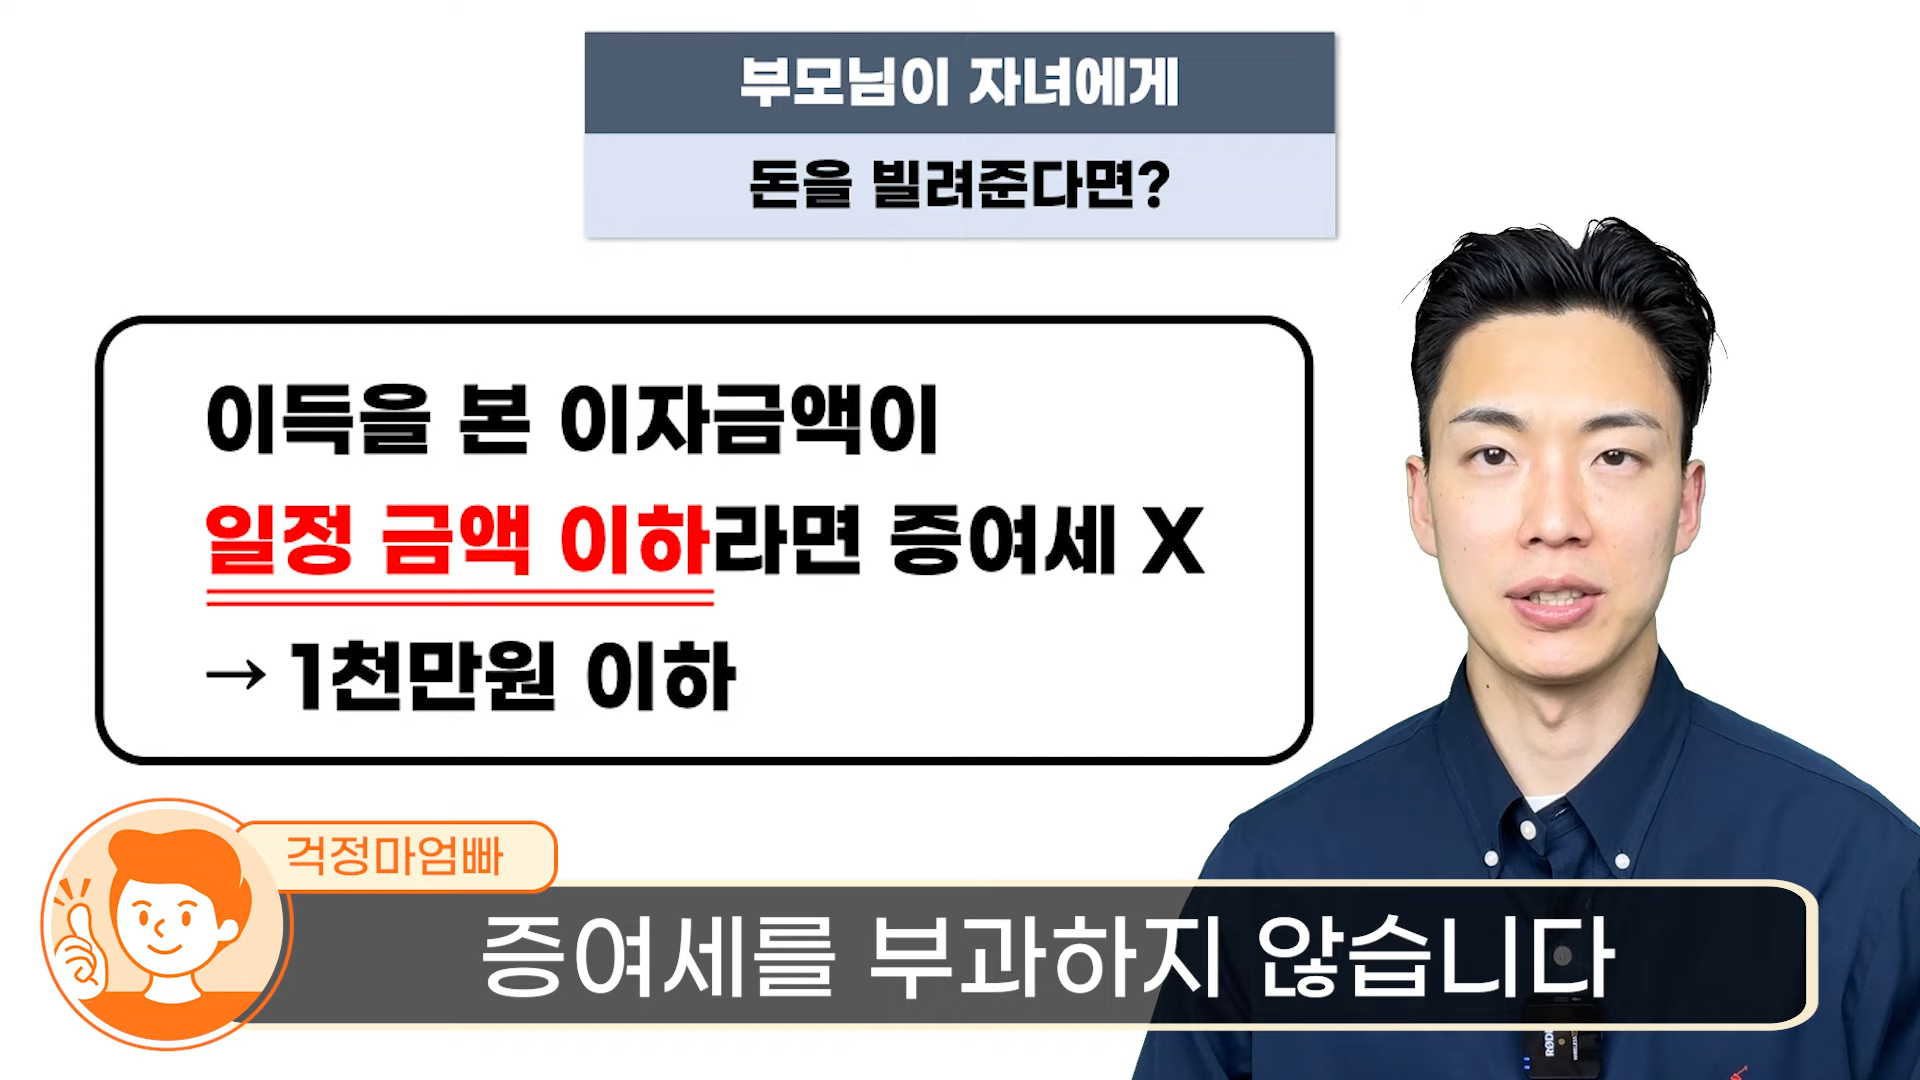 부모님이 자녀에게
돈을 빌려준다면?
이득을 본 이자금액이
일정 금액 이하라면 증여세 X
→ 1천만원 이하
걱정마엄빠
증여세를 부과하지 않습니다